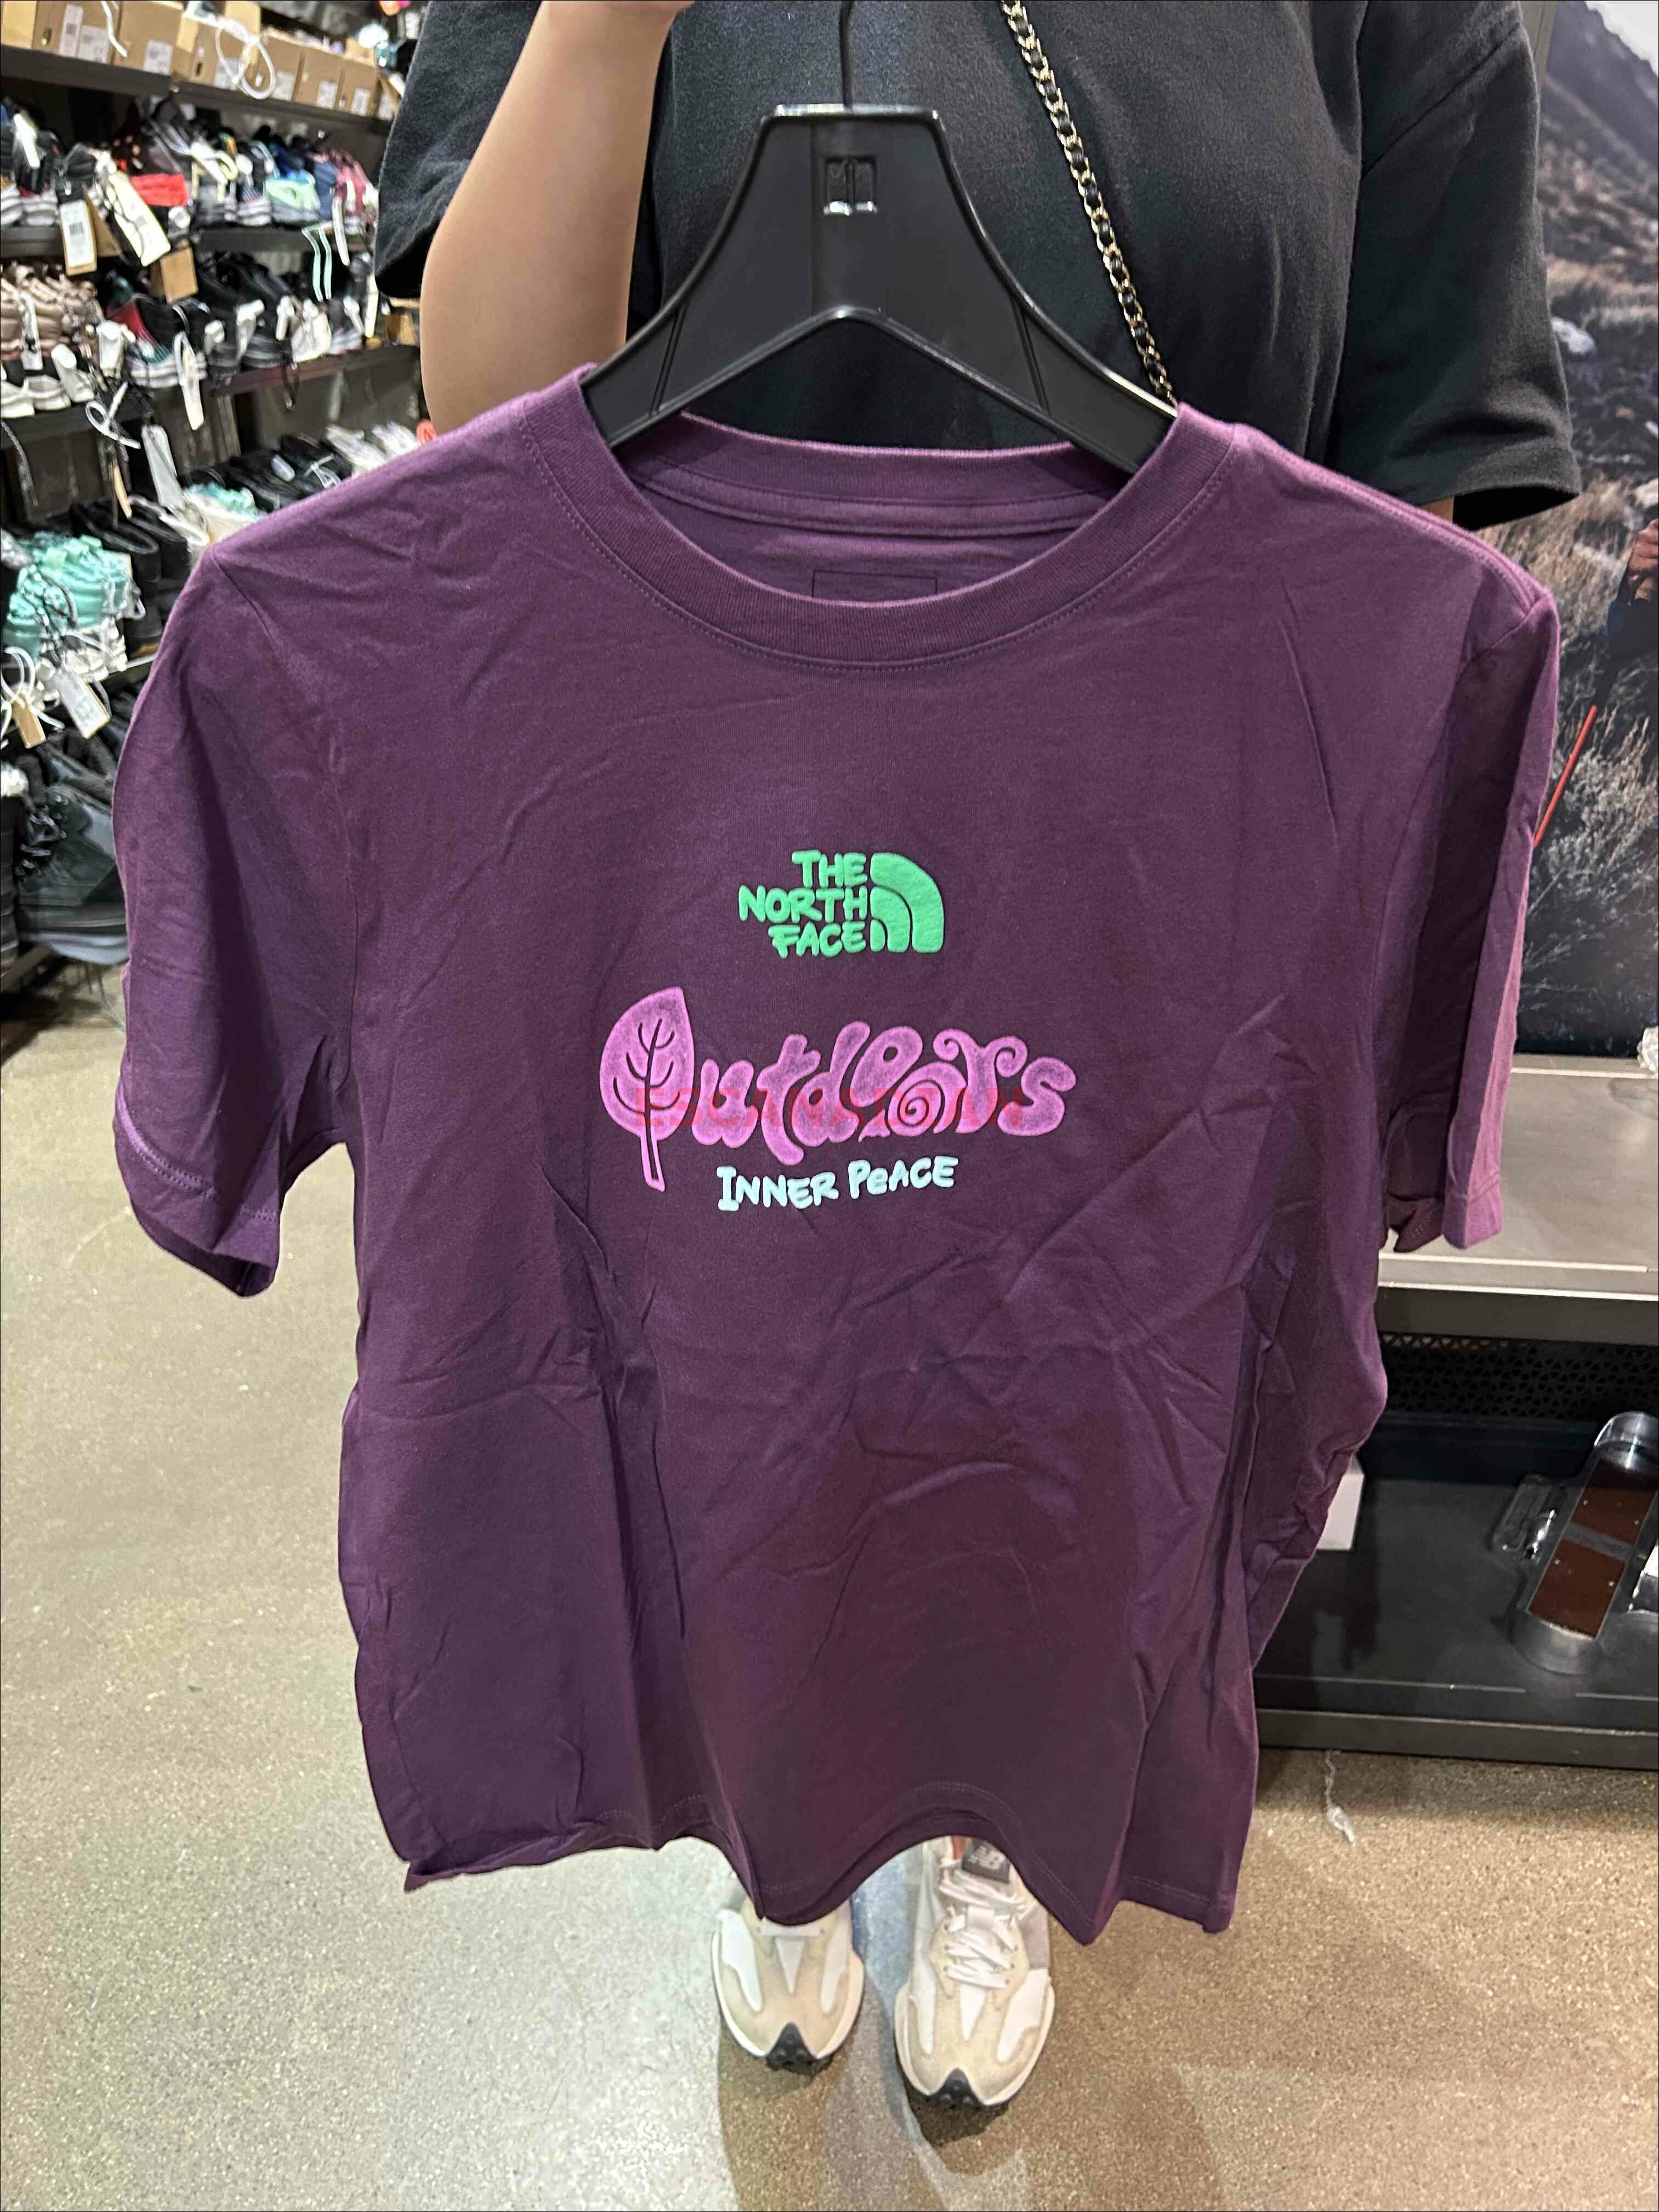 THE
NORTH
FACE
Outdoors
INNER PEACE